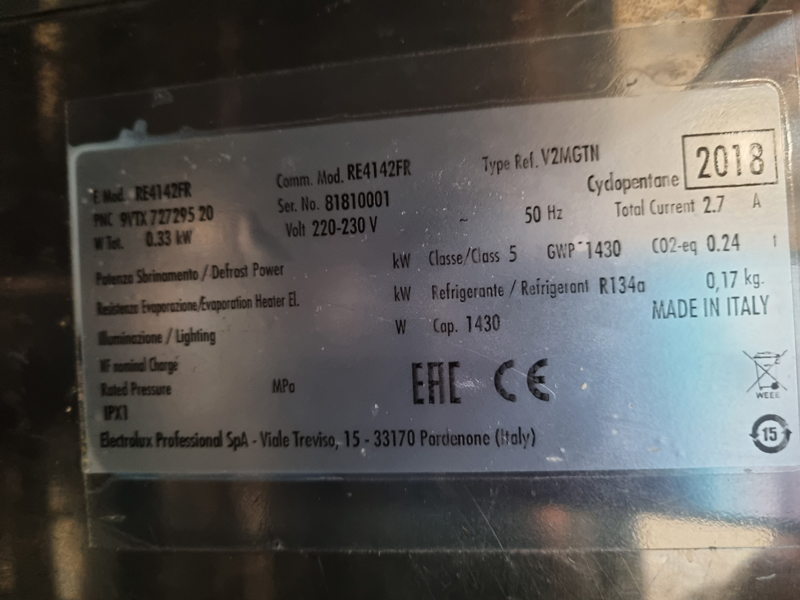 F. Mod. RE4142FR Comm. Mod. RE4142FR Type Ref. V2MGTN 2018
PNC 9VTX 727295 20 Ser. No. 81810001 Cyclopentane
W Tot. 0.33 kW Volt 220-230 V ~ 50 Hz Total Current 2.7 A
Potenza Sbrinamento / Defrost Power kW Classe/Class 5 GWP 1430 CO2-eq 0.24 t
Resistenza Evaporazione/Evaporation Heater El. kW Refrigerante / Refrigerant R134a 0,17 kg.
Illuminazione / Lighting W Cap. 1430 MADE IN ITALY
NF nominal Charge
Rated Pressure MPa EAC CE
IPX1 WEEE
Electrolux Professional SpA - Viale Treviso, 15 - 33170 Pordenone (Italy) 15